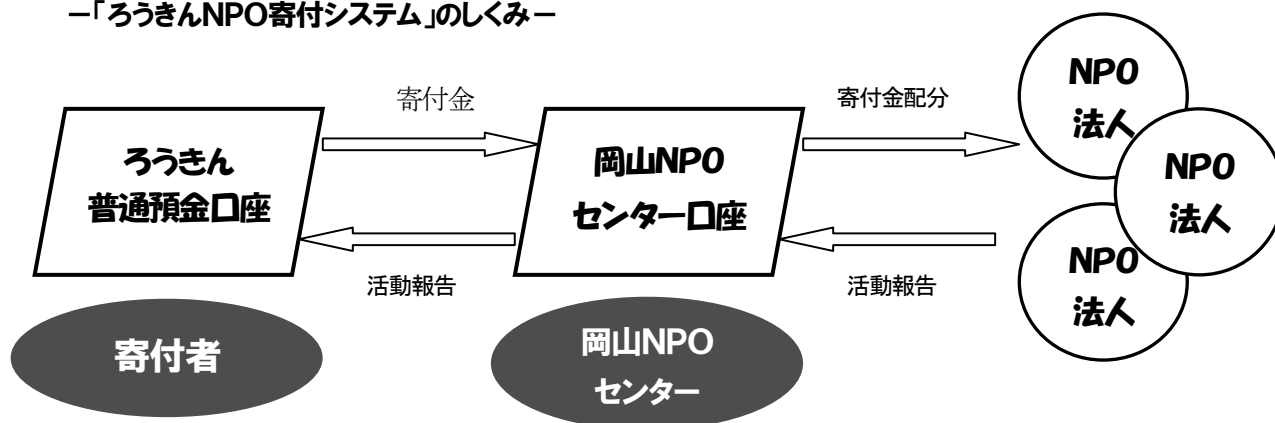 －「ろうきんNPO寄付システム」のしくみ－
寄付金
寄付金配分
ろうきん
普通預金口座
岡山NPO
センター口座
NPO
法人
NPO
法人
NPO
法人
活動報告
活動報告
寄付者
岡山NPO
センター